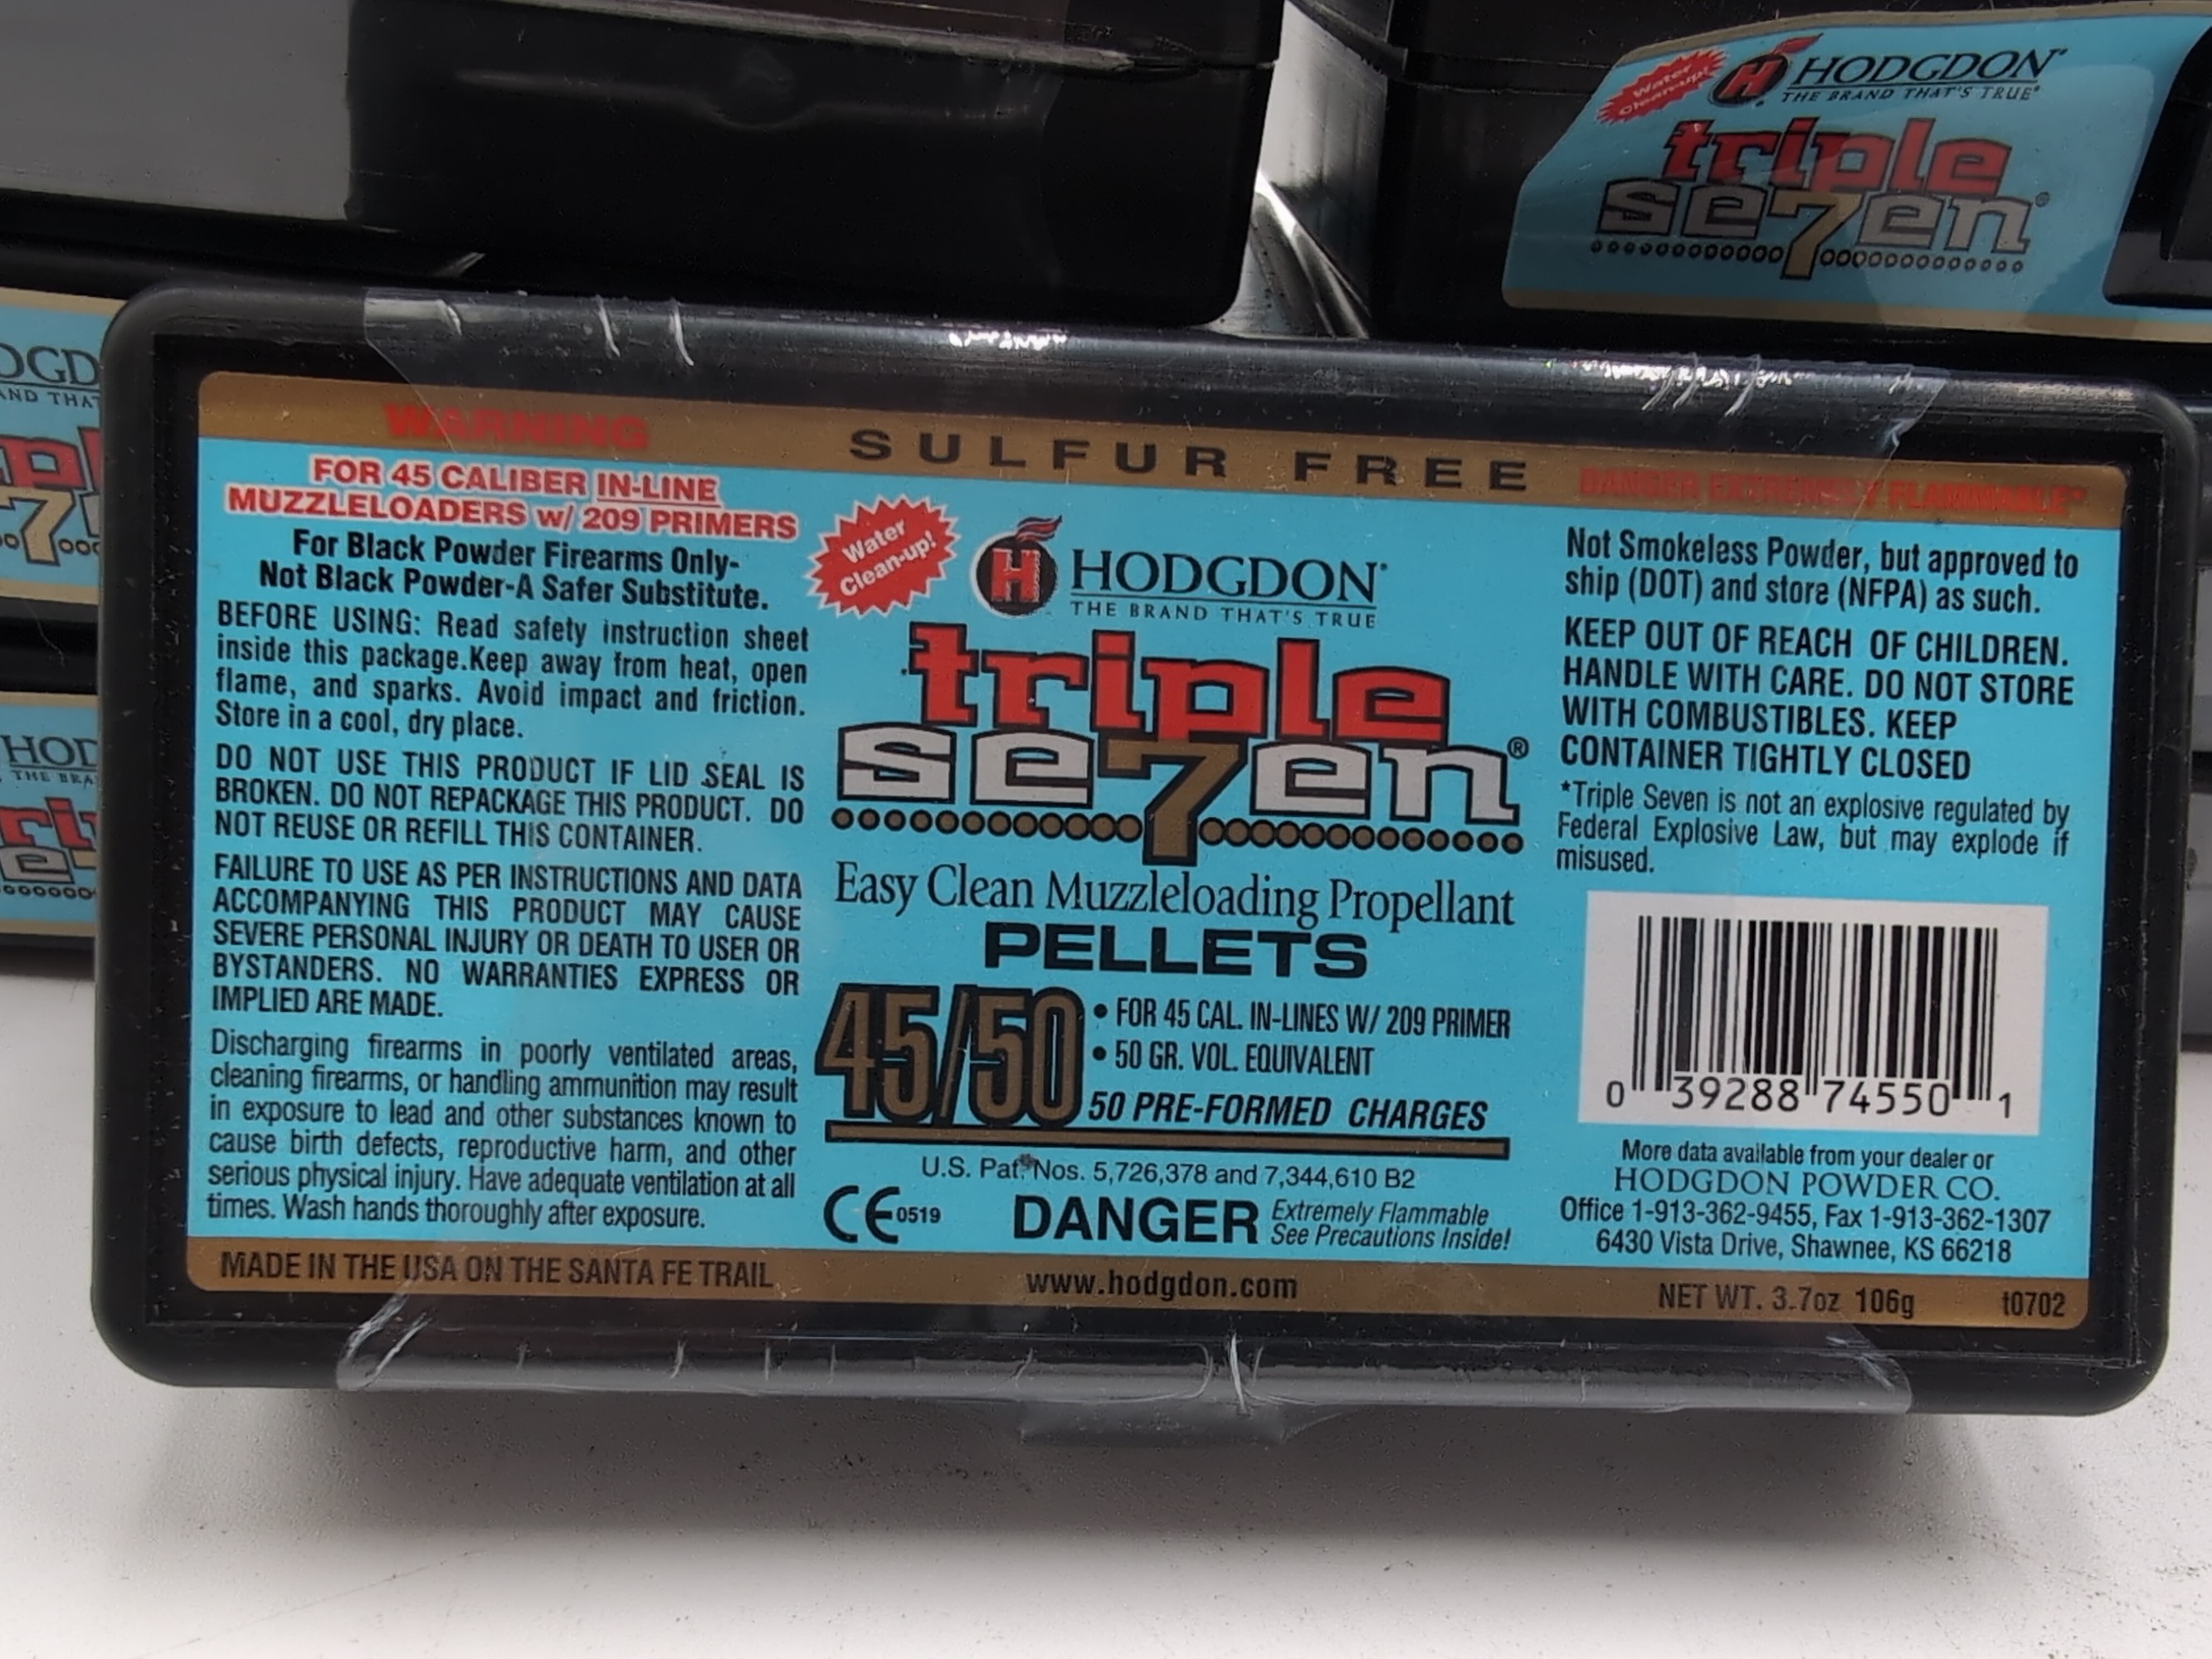 Water
Clean-up!
HODGDON®
THE BRAND THAT'S TRUE®
triple
se7en®
WARNING
SULFUR FREE
DANGER EXTREMELY FLAMMABLE*
FOR 45 CALIBER IN-LINE
MUZZLELOADERS w/ 209 PRIMERS
For Black Powder Firearms Only-
Not Black Powder-A Safer Substitute.
BEFORE USING: Read safety instruction sheet
inside this package.Keep away from heat, open
flame, and sparks. Avoid impact and friction.
Store in a cool, dry place.
DO NOT USE THIS PRODUCT IF LID SEAL IS
BROKEN. DO NOT REPACKAGE THIS PRODUCT. DO
NOT REUSE OR REFILL THIS CONTAINER.
FAILURE TO USE AS PER INSTRUCTIONS AND DATA
ACCOMPANYING THIS PRODUCT MAY CAUSE
SEVERE PERSONAL INJURY OR DEATH TO USER OR
BYSTANDERS. NO WARRANTIES EXPRESS OR
IMPLIED ARE MADE.
Discharging firearms in poorly ventilated areas,
cleaning firearms, or handling ammunition may result
in exposure to lead and other substances known to
cause birth defects, reproductive harm, and other
serious physical injury. Have adequate ventilation at all
times. Wash hands thoroughly after exposure.
MADE IN THE USA ON THE SANTA FE TRAIL
Water
Clean-up!
H
HODGDON®
THE BRAND THAT'S TRUE
triple
se7en®
Easy Clean Muzzleloading Propellant
PELLETS
45/50
• FOR 45 CAL. IN-LINES W/ 209 PRIMER
• 50 GR. VOL. EQUIVALENT
50 PRE-FORMED CHARGES
U.S. Pat. Nos. 5,726,378 and 7,344,610 B2
CE 0519
DANGER Extremely Flammable
See Precautions Inside!
www.hodgdon.com
Not Smokeless Powder, but approved to
ship (DOT) and store (NFPA) as such.
KEEP OUT OF REACH OF CHILDREN.
HANDLE WITH CARE. DO NOT STORE
WITH COMBUSTIBLES. KEEP
CONTAINER TIGHTLY CLOSED
*Triple Seven is not an explosive regulated by
Federal Explosive Law, but may explode if
misused.
0 39288 74550 1
More data available from your dealer or
HODGDON POWDER CO.
Office 1-913-362-9455, Fax 1-913-362-1307
6430 Vista Drive, Shawnee, KS 66218
NET WT. 3.7oz 106g t0702